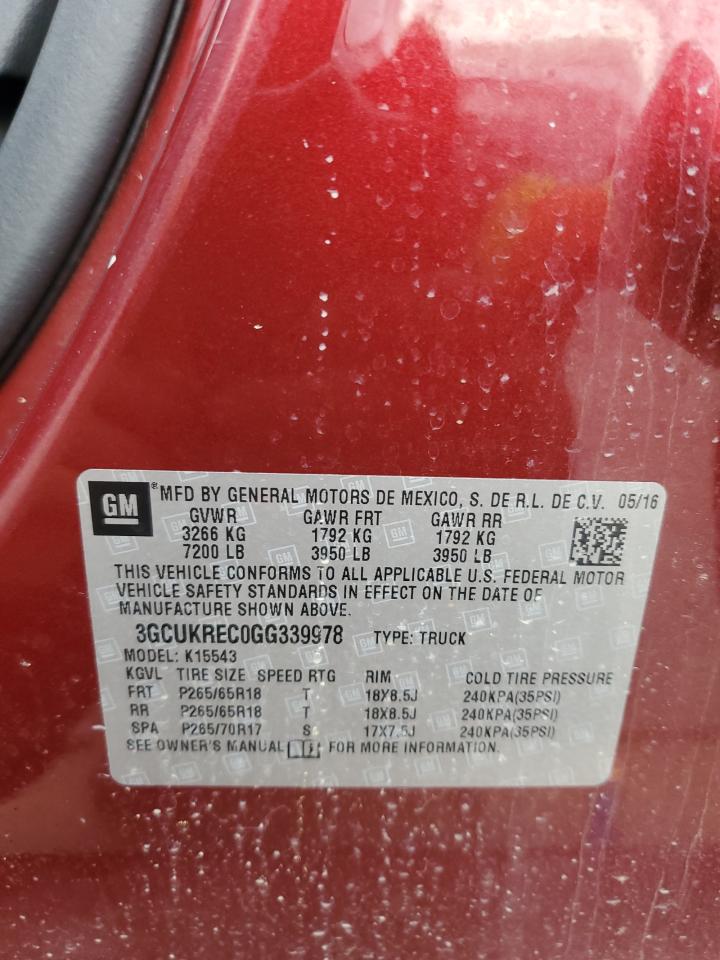 GM ®MFD BY GENERAL MOTORS DE MEXICO, S. DE R.L. DE C.V. 05/16
GVWR GAWR FRT GAWR RR
3266 KG 1792 KG 1792 KG
7200 LB 3950 LB 3950 LB
THIS VEHICLE CONFORMS TO ALL APPLICABLE U.S. FEDERAL MOTOR
VEHICLE SAFETY STANDARDS IN EFFECT ON THE DATE OF
MANUFACTURE SHOWN ABOVE.
3GCUKREC0GG339978 TYPE: TRUCK
MODEL: K15543
KGVL TIRE SIZE SPEED RTG RIM COLD TIRE PRESSURE
FRT P265/65R18 T 18X8.5J 240KPA(35PSI)
RR P265/65R18 T 18X8.5J 240KPA(35PSI)
SPA P265/70R17 S 17X7.5J 240KPA(35PSI)
SEE OWNER'S MANUAL FOR MORE INFORMATION.